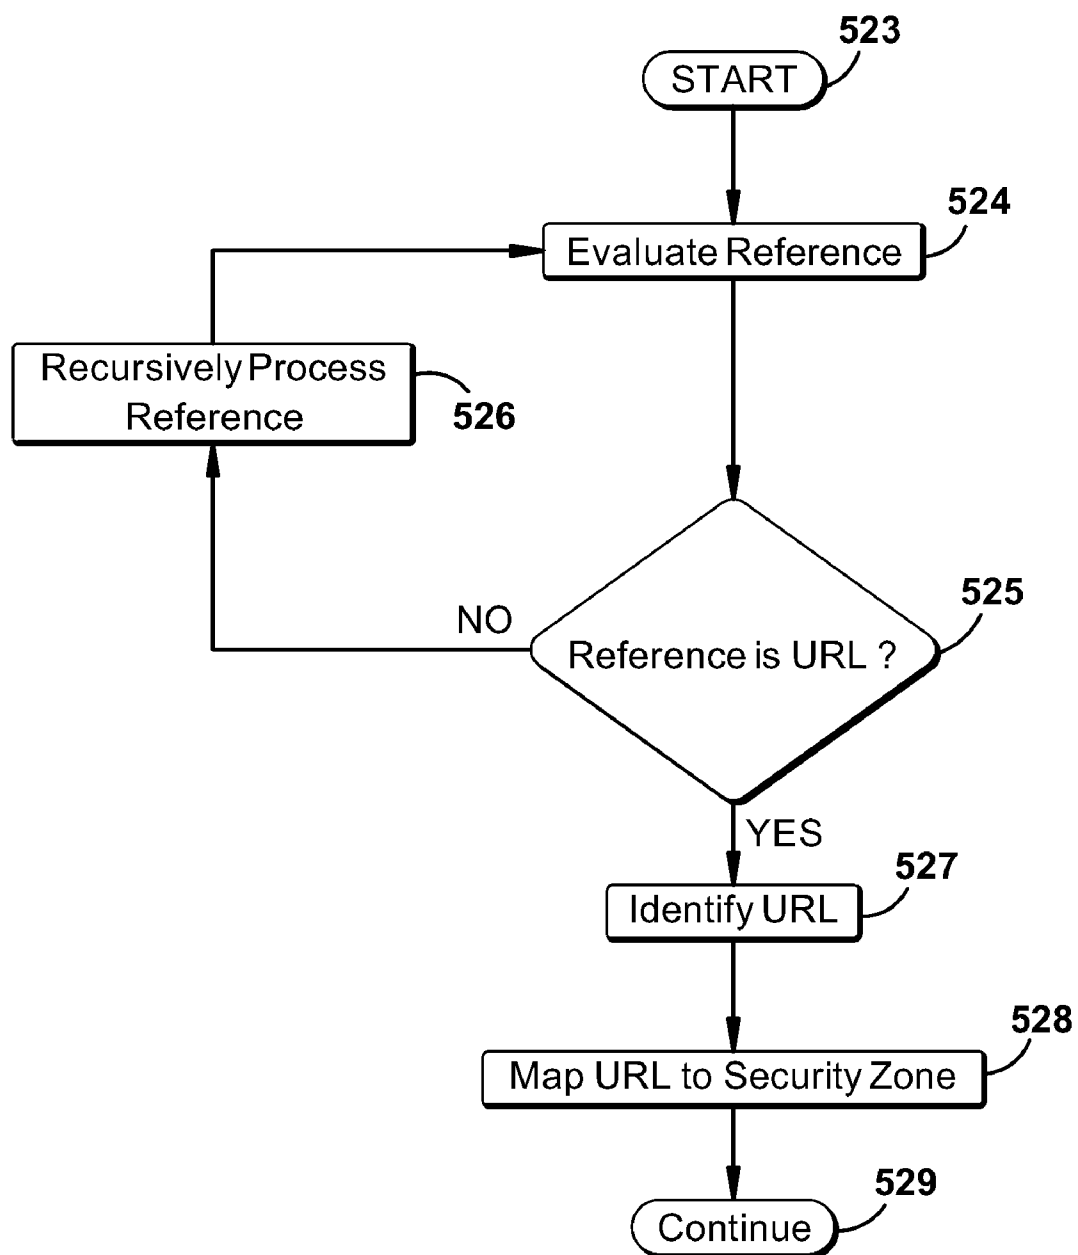 523
START
524
Evaluate Reference
Recursively Process
Reference
526
525
NO
Reference is URL ?
YES
527
Identify URL
528
Map URL to Security Zone
529
Continue